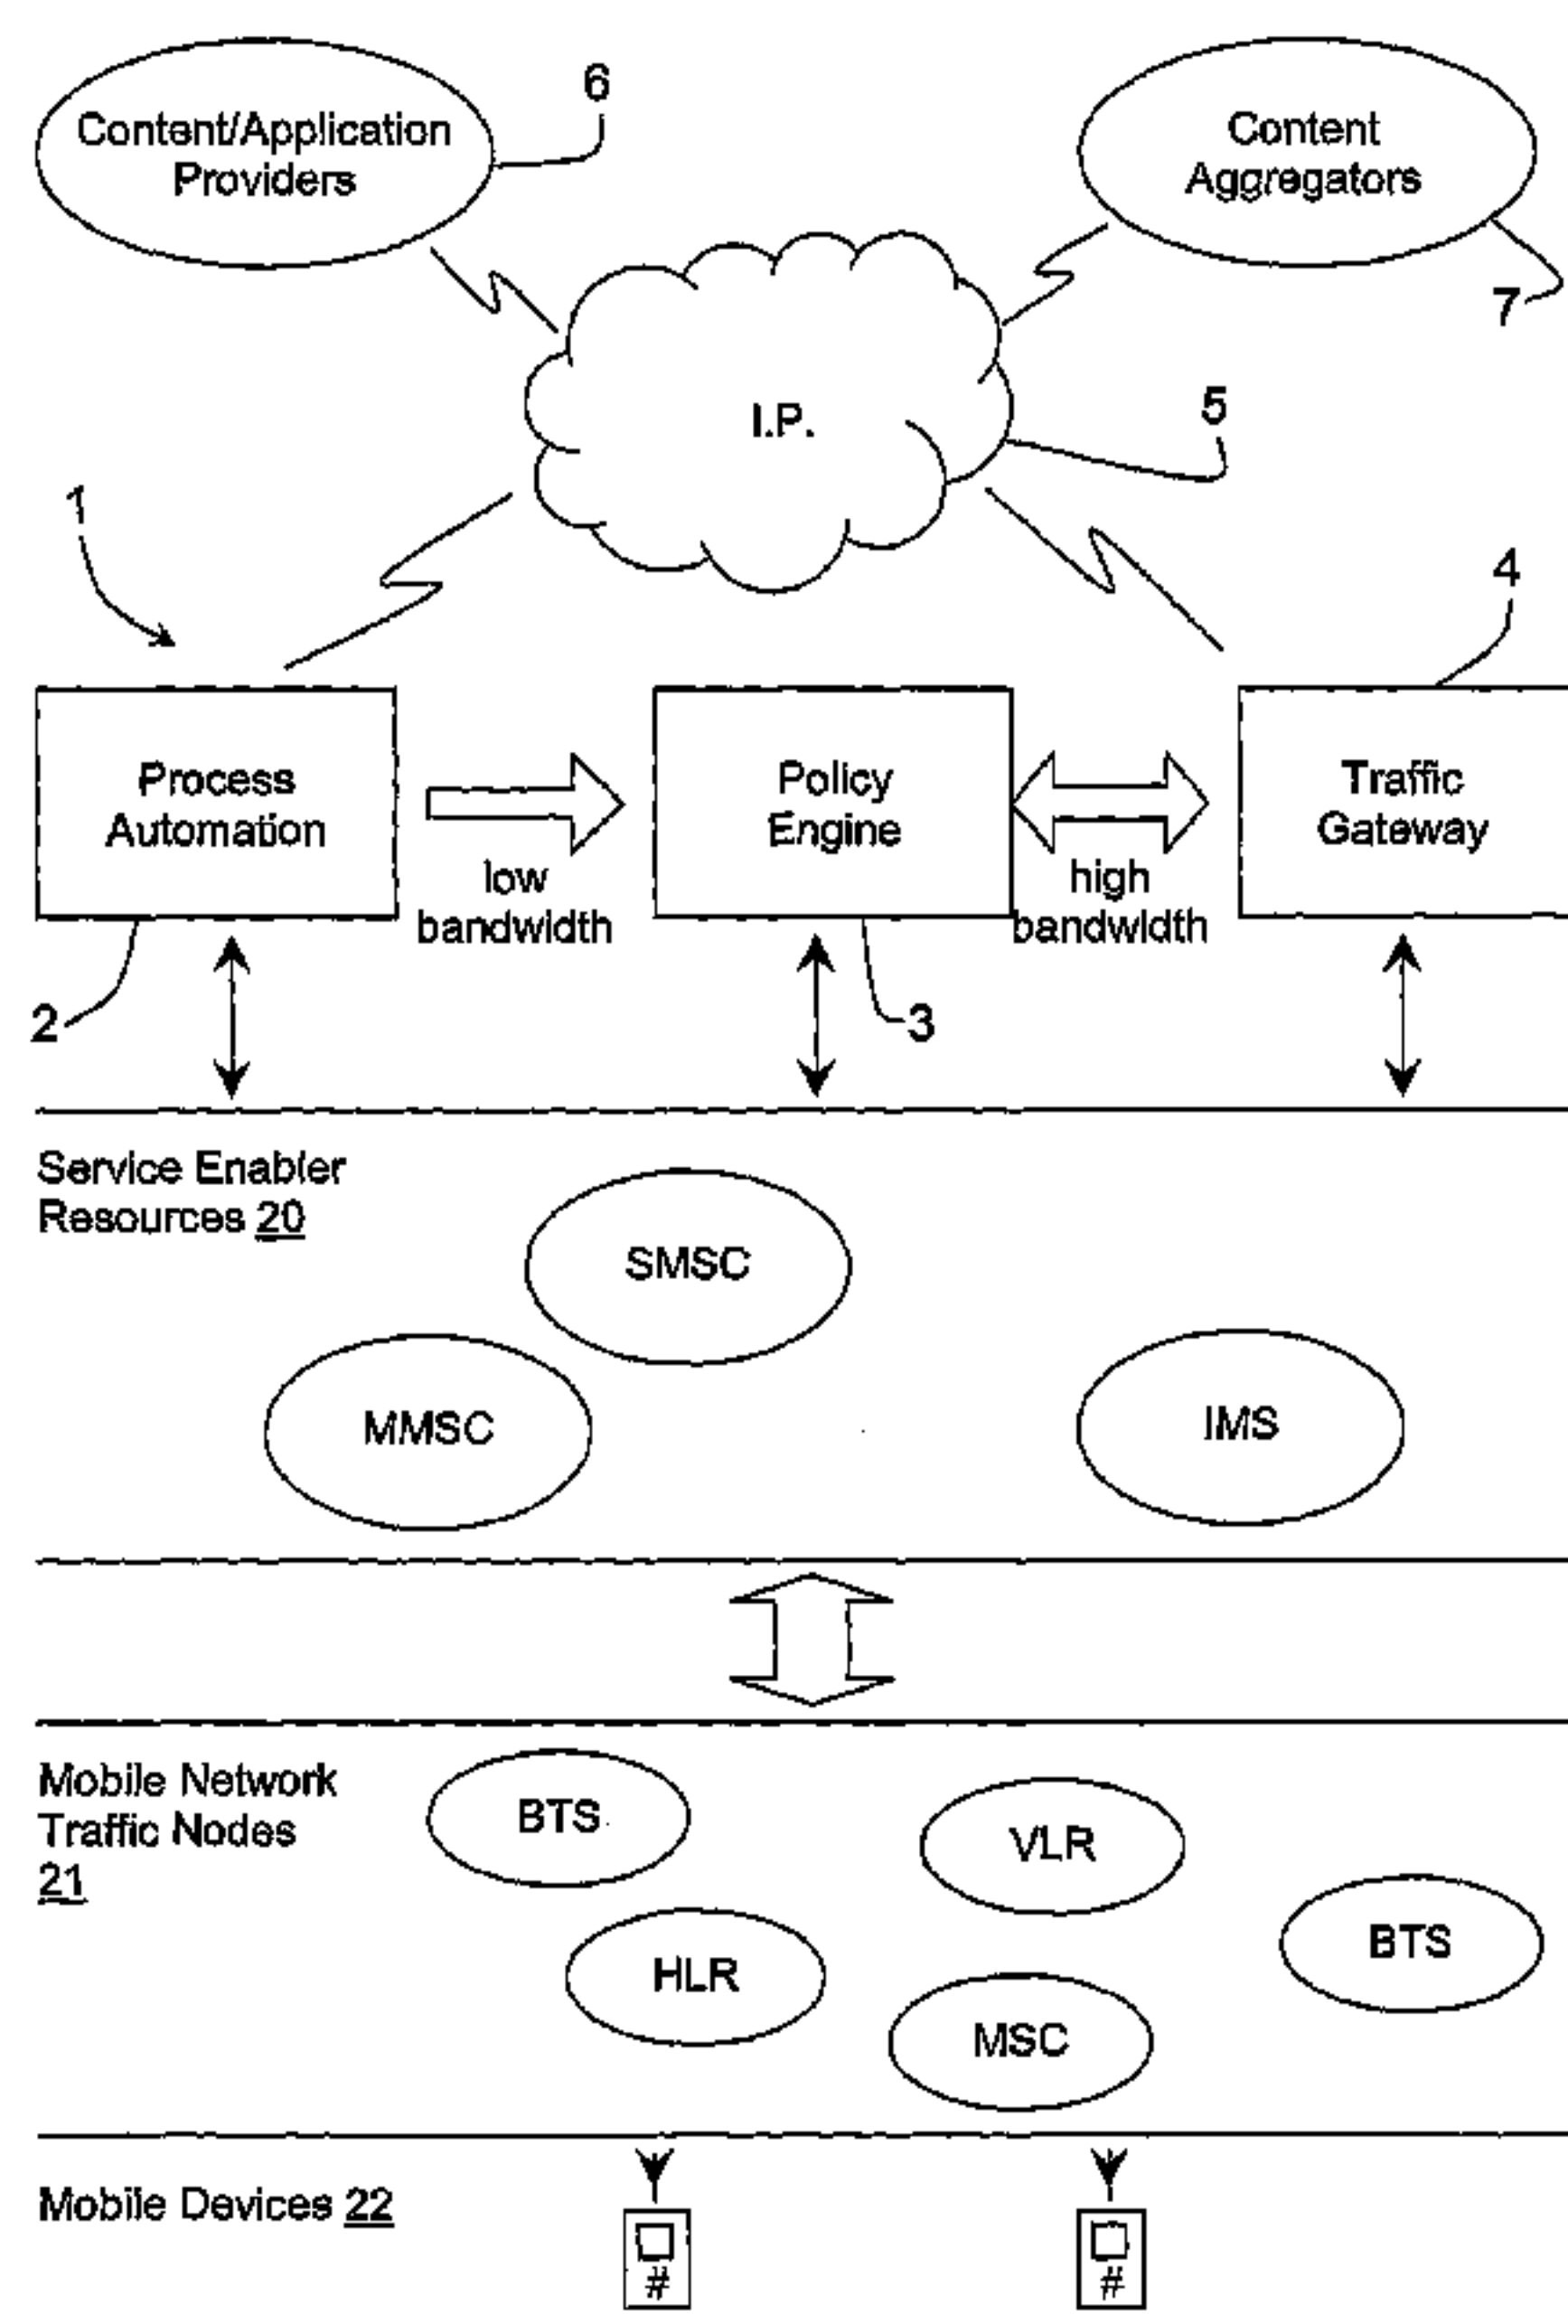 6
Content/Application
Providers
Content
Aggregators
7
I.P.
5
1
4
Process
Automation
Policy
Engine
Traffic
Gateway
low
bandwidth
high
bandwidth
2
3
Service Enabler
Resources 20
SMSC
MMSC
IMS
Mobile Network
Traffic Nodes
21
BTS
VLR
BTS
HLR
MSC
Mobile Devices 22
#
#